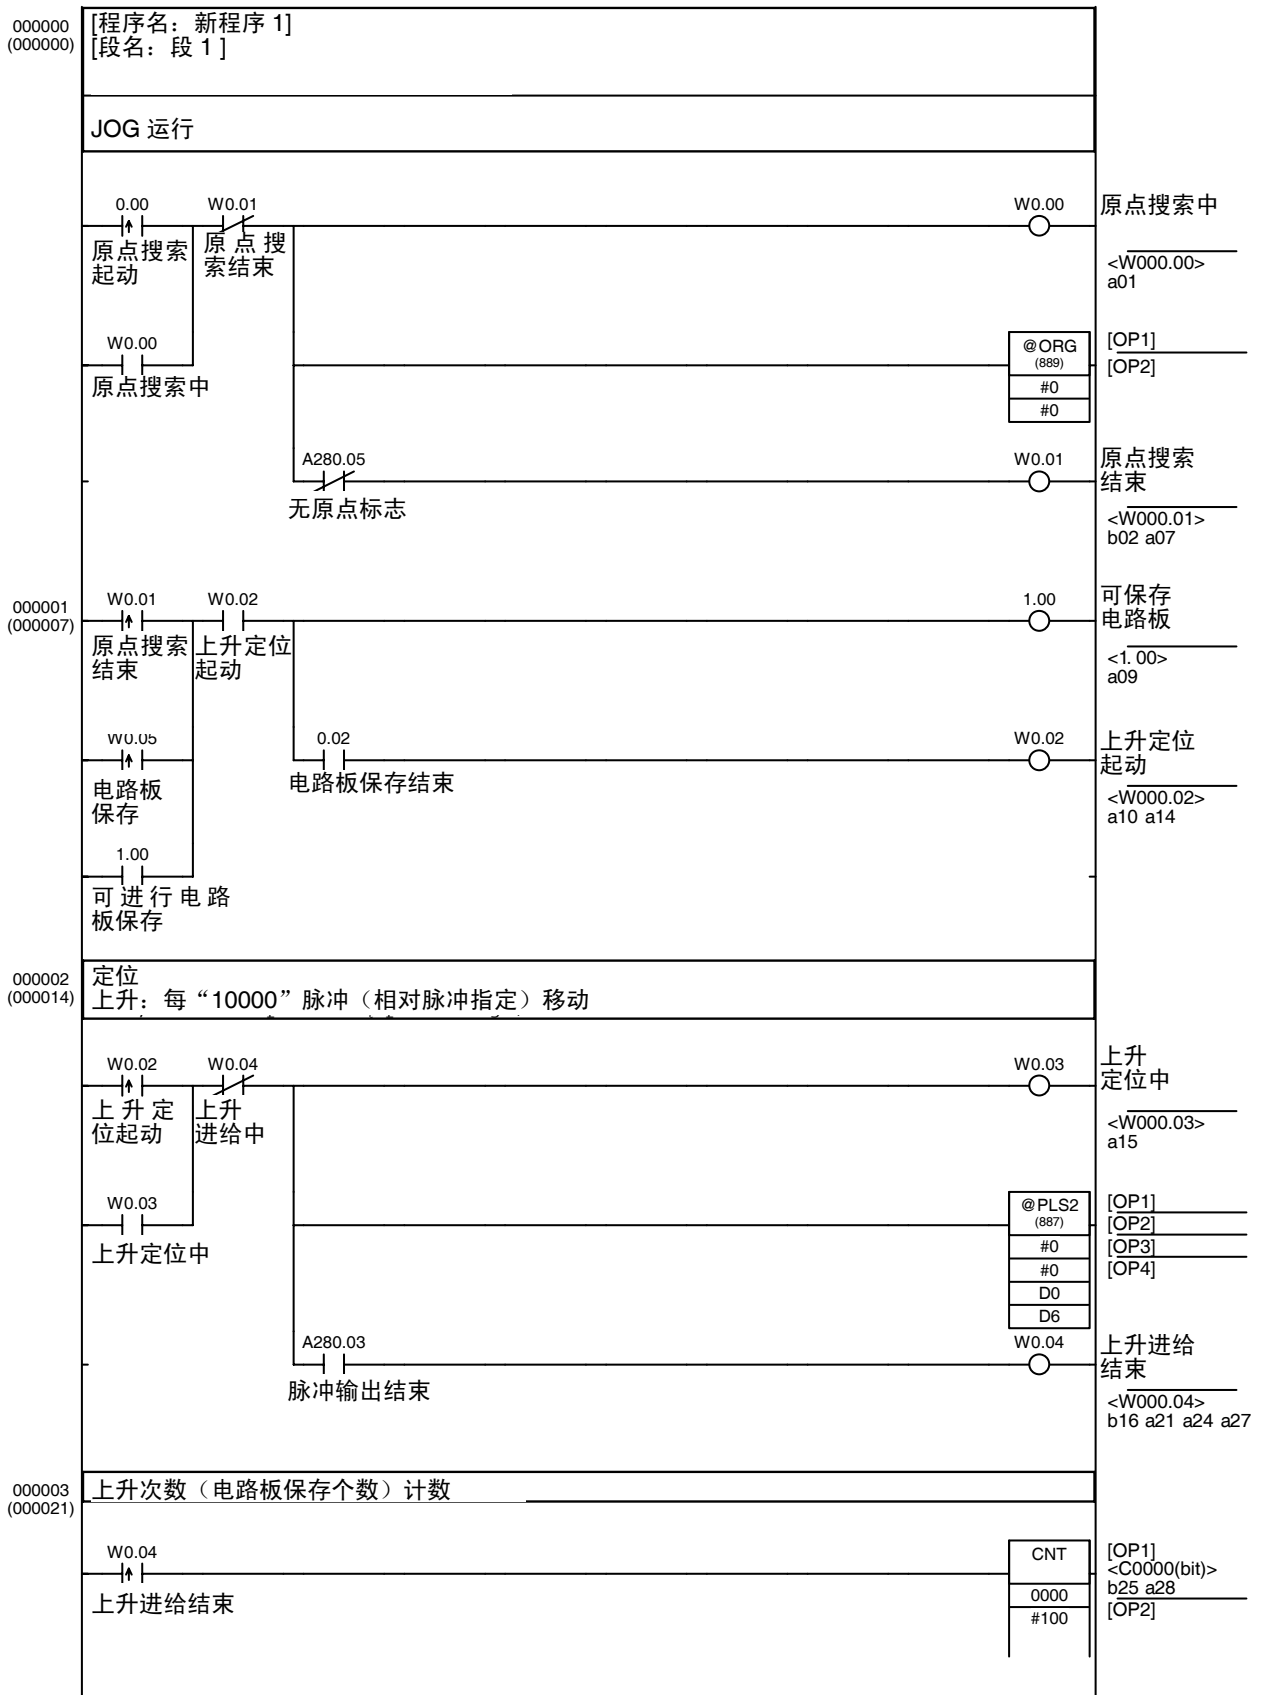 000000
(000000)
[程序名：新程序 1]
[段名：段 1 ]
JOG 运行
0.00
原点搜索
起动
W0.01
原 点 搜
索结束
W0.00
原点搜索中
<W000.00>
a01
W0.00
原点搜索中
@ORG
(889)
#0
#0
[OP1]
[OP2]
A280.05
无原点标志
W0.01
原点搜索
结束
<W000.01>
b02 a07
000001
(000007)
W0.01
原点搜索
结束
W0.02
上升定位
起动
1.00
可保存
电路板
<1. 00>
a09
W0.05
电路板
保存
0.02
电路板保存结束
W0.02
上升定位
起动
<W000.02>
a10 a14
1.00
可 进 行 电 路
板保存
000002
(000014)
定位
上升：每“10000”脉冲（相对脉冲指定）移动
W0.02
上 升 定
位起动
W0.04
上升
进给中
W0.03
上升
定位中
<W000.03>
a15
W0.03
上升定位中
@PLS2
(887)
#0
#0
D0
D6
[OP1]
[OP2]
[OP3]
[OP4]
A280.03
脉冲输出结束
W0.04
上升进给
结束
<W000.04>
b16 a21 a24 a27
000003
(000021)
上升次数（电路板保存个数）计数
W0.04
上升进给结束
CNT
0000
#100
[OP1]
<C0000(bit)>
b25 a28
[OP2]